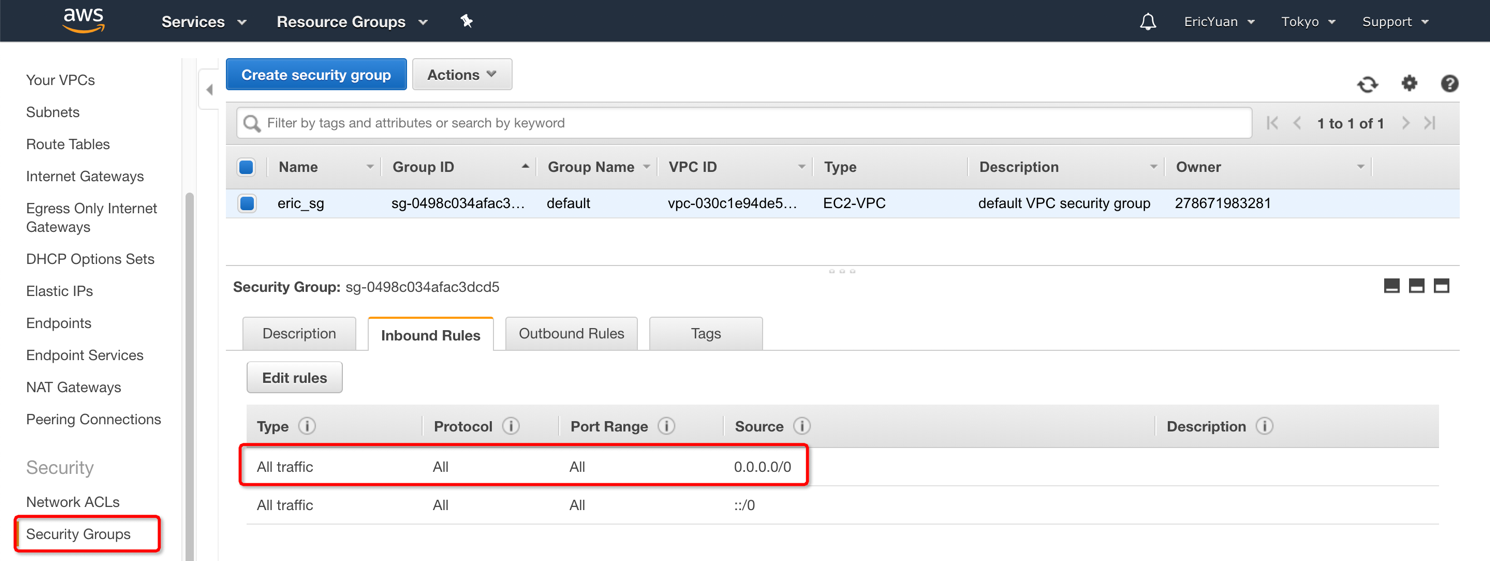 aws Services Resource Groups EricYuan Tokyo Support
Your VPCs
Subnets
Route Tables
Internet Gateways
Egress Only Internet
Gateways
DHCP Options Sets
Elastic IPs
Endpoints
Endpoint Services
NAT Gateways
Peering Connections
Security
Network ACLs
Security Groups
Create security group Actions
Filter by tags and attributes or search by keyword 1 to 1 of 1
Name Group ID Group Name VPC ID Type Description Owner
eric_sg sg-0498c034afac3... default vpc-030c1e94de5... EC2-VPC default VPC security group 278671983281
Security Group: sg-0498c034afac3dcd5
Description Inbound Rules Outbound Rules Tags
Edit rules
Type Protocol Port Range Source Description
All traffic All All 0.0.0.0/0
All traffic All All ::/0